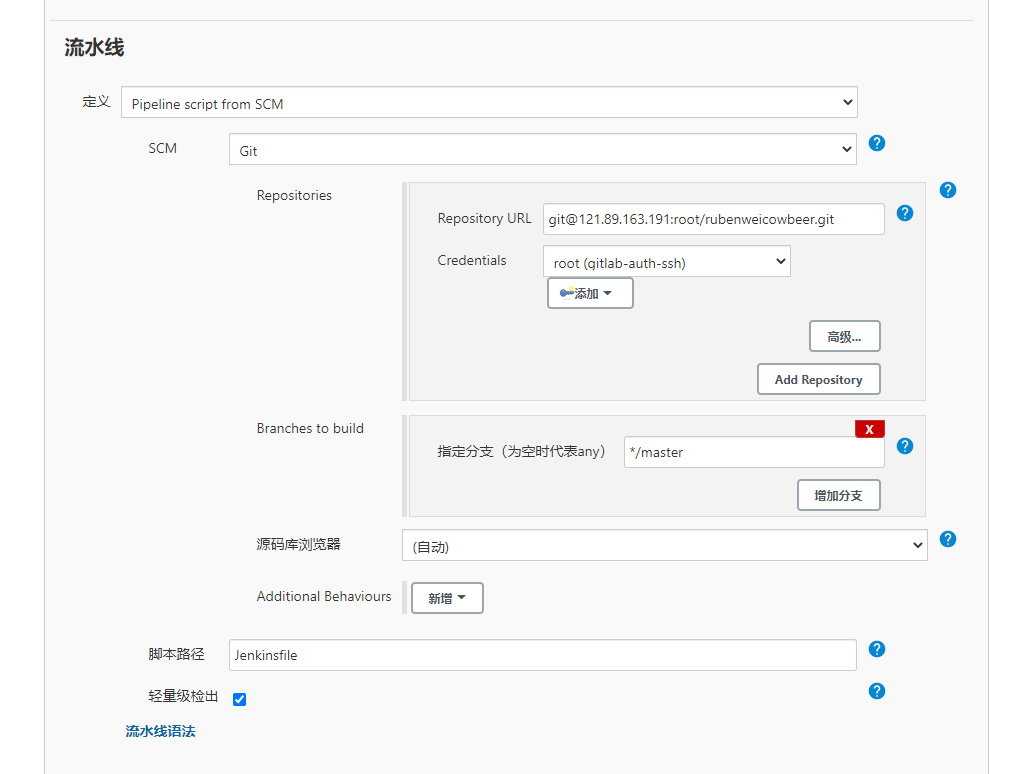 流水线
定义 Pipeline script from SCM
SCM Git
Repositories
Repository URL git@121.89.163.191:root/rubenweicowbeer.git
Credentials root (gitlab-auth-ssh)
添加
高级...
Add Repository
Branches to build
X
指定分支（为空时代表any） */master
增加分支
源码库浏览器 (自动)
Additional Behaviours 新增
脚本路径 Jenkinsfile
轻量级检出
流水线语法